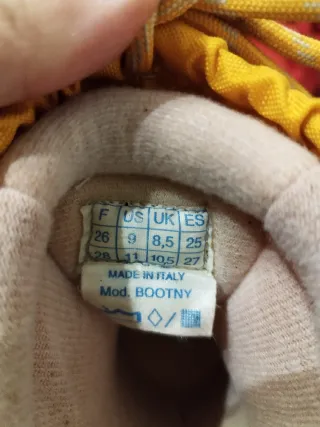 F US UK ES
26 9 8,5 25
28 11 10,5 27
MADE IN ITALY
Mod. BOOTNY